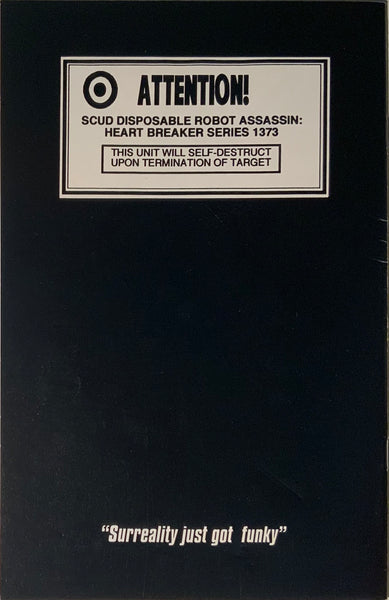 ATTENTION!
SCUD DISPOSABLE ROBOT ASSASSIN:
HEART BREAKER SERIES 1373
THIS UNIT WILL SELF-DESTRUCT
UPON TERMINATION OF TARGET
“Surreality just got funky”